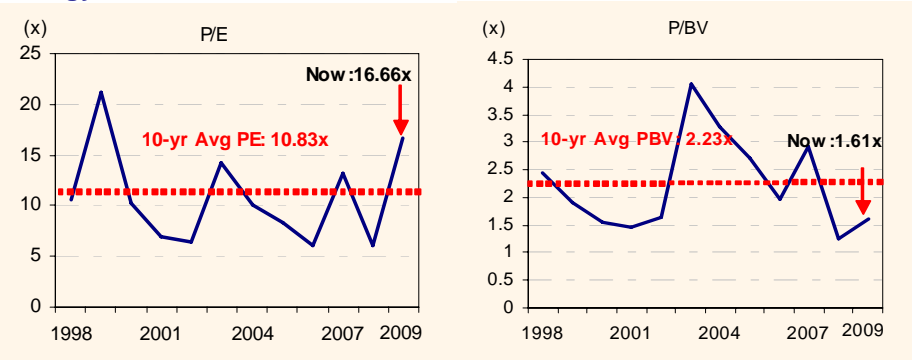 (x)
P/E
25
20
15
10
5
0
Now:16.66x
10-yr Avg PE: 10.83x
1998 2001 2004 2007 2009
(x)
P/BV
4.5
4
3.5
3
2.5
2
1.5
1
0.5
0
10-yr Avg PBV: 2.23x
Now:1.61x
1998 2001 2004 2007 2009